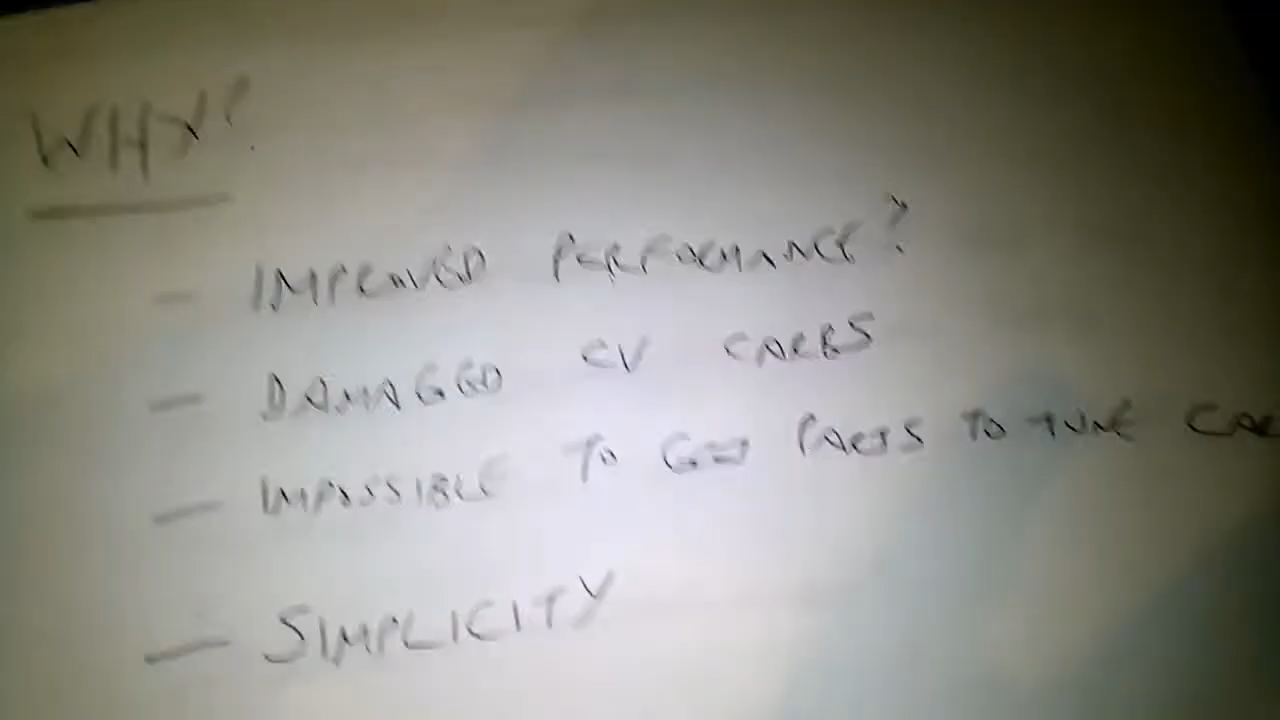 WHY?
- IMPROVED PERFORMANCE?
- DAMAGED CV CARBS
- IMPOSSIBLE TO GET PARTS TO TUNE
- SIMPLICITY